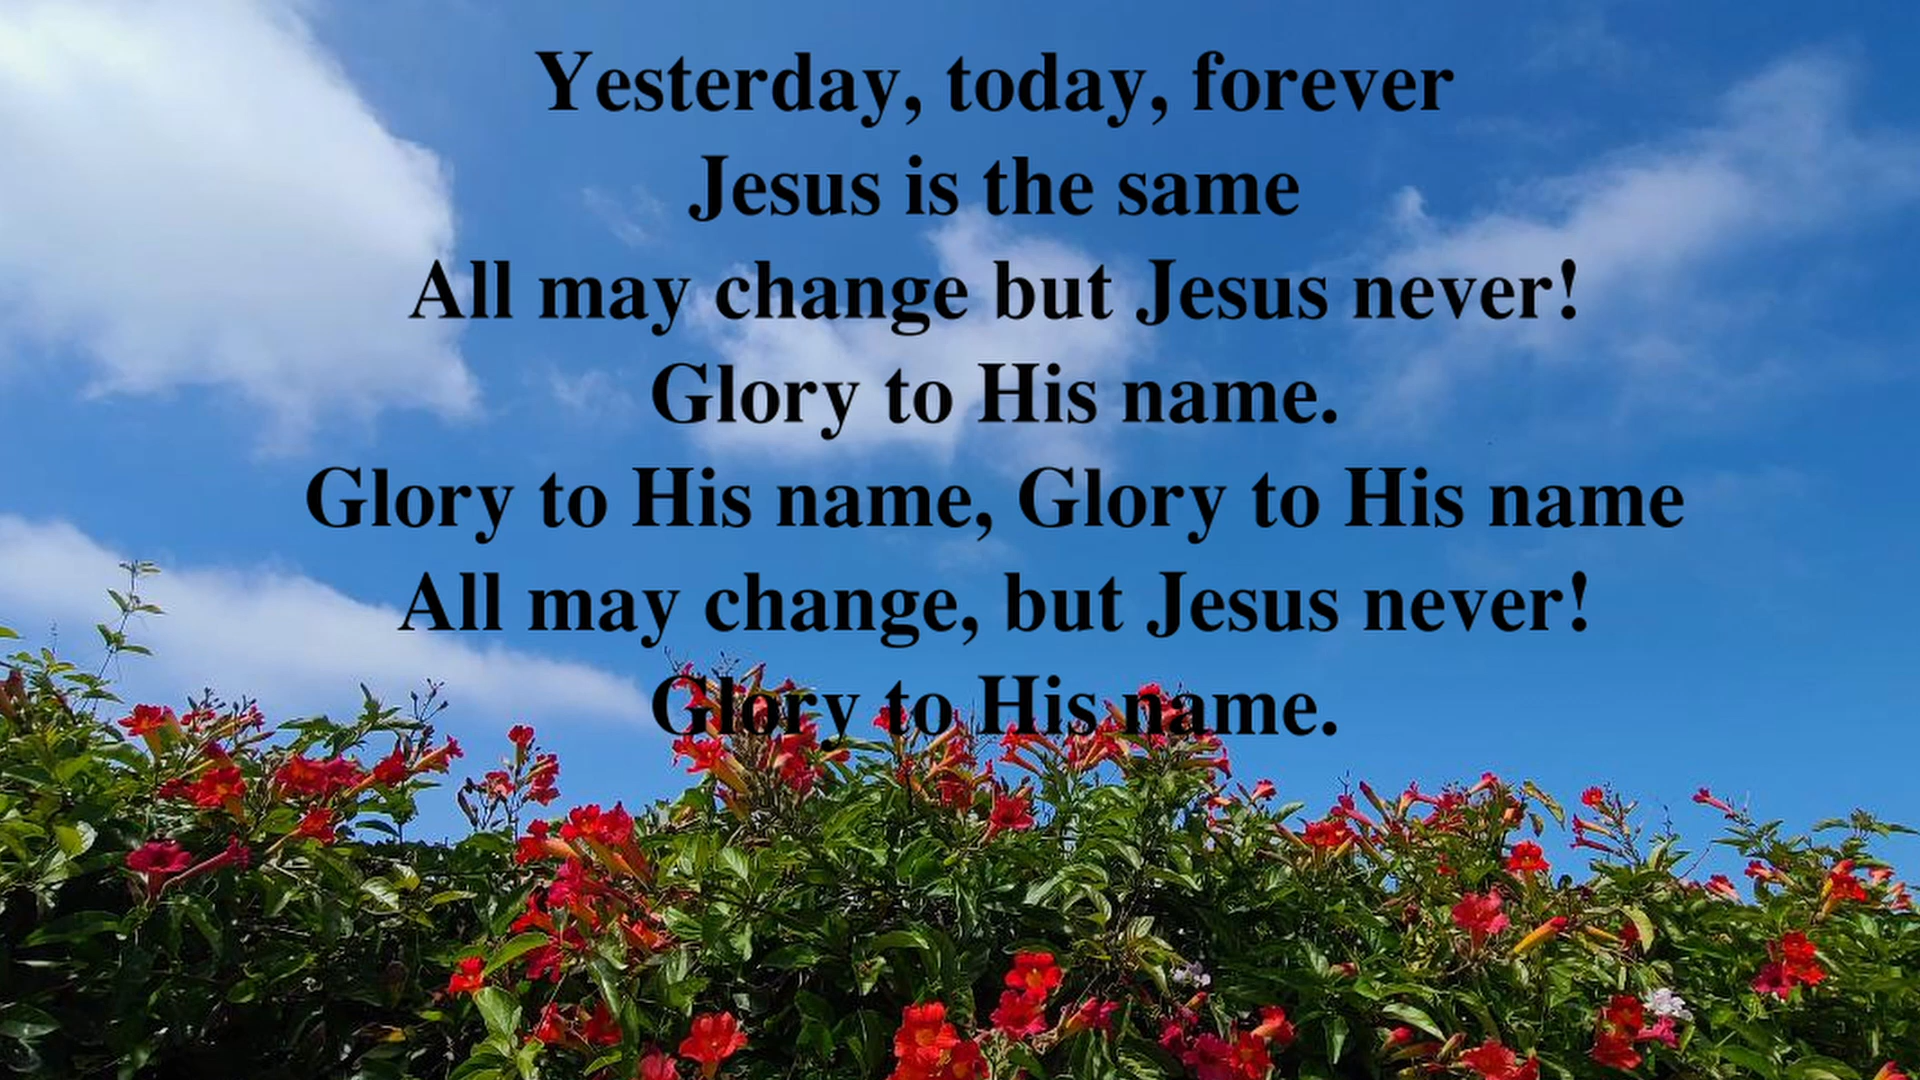 Yesterday, today, forever
Jesus is the same
All may change but Jesus never!
Glory to His name.
Glory to His name, Glory to His name
All may change, but Jesus never!
Glory to His name.